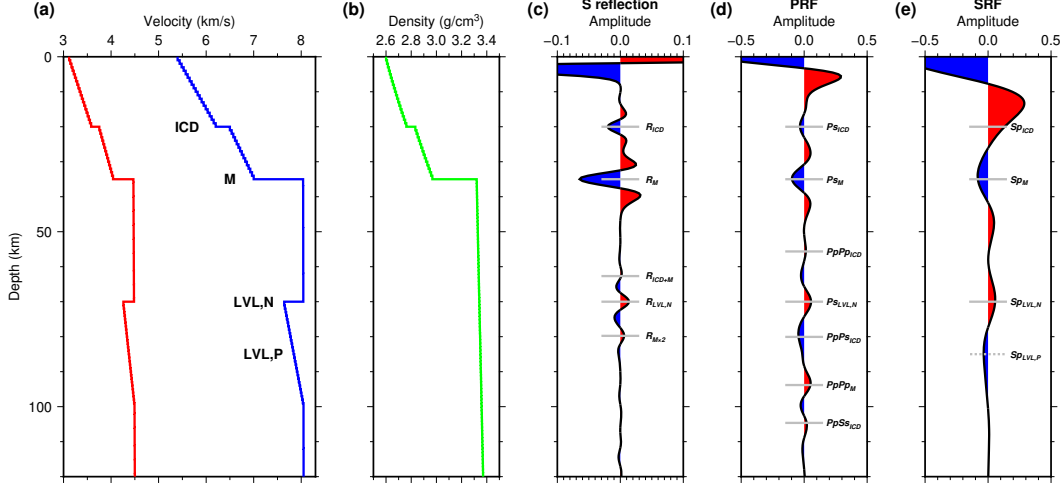 (a)
Velocity (km/s)
3 4 5 6 7 8
Depth (km)
0
50
100
ICD
M
LVL,N
LVL,P
(b)
Density (g/cm3)
2.6 2.8 3.0 3.2 3.4
(c)
S reflection
Amplitude
−0.1 0.0 0.1
RICD
RM
RICD+M
RLVL,N
RM×2
(d)
PRF
Amplitude
−0.5 0.0 0.5
PsICD
PsM
PpPpICD
PsLVL,N
PpPsICD
PpPpM
PpSsICD
(e)
SRF
Amplitude
−0.5 0.0 0.5
SpICD
SpM
SpLVL,N
SpLVL,P